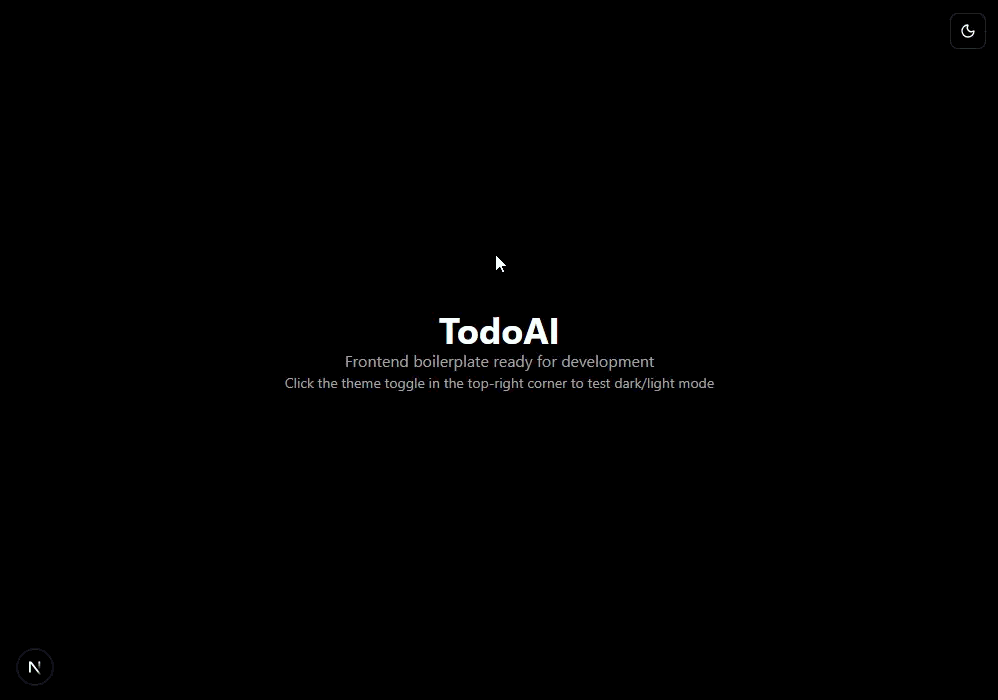 TodoAI
Frontend boilerplate ready for development
Click the theme toggle in the top-right corner to test dark/light mode
N